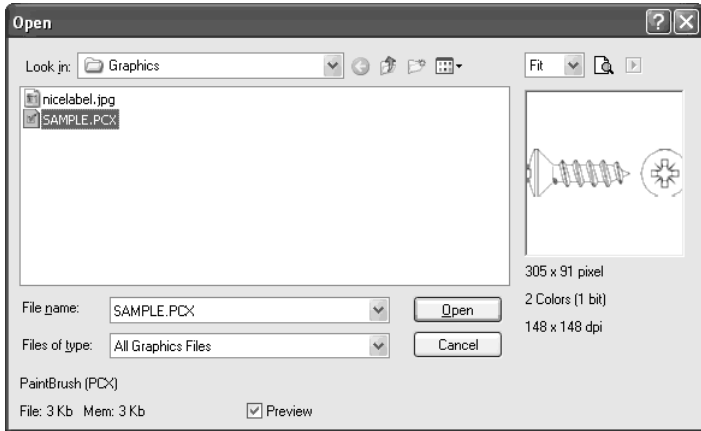 Open
Look in: Graphics
Fit
nicelabel.jpg
SAMPLE.PCX
305 x 91 pixel
2 Colors (1 bit)
148 x 148 dpi
File name: SAMPLE.PCX Open
Files of type: All Graphics Files Cancel
PaintBrush (PCX)
File: 3 Kb Mem: 3 Kb Preview